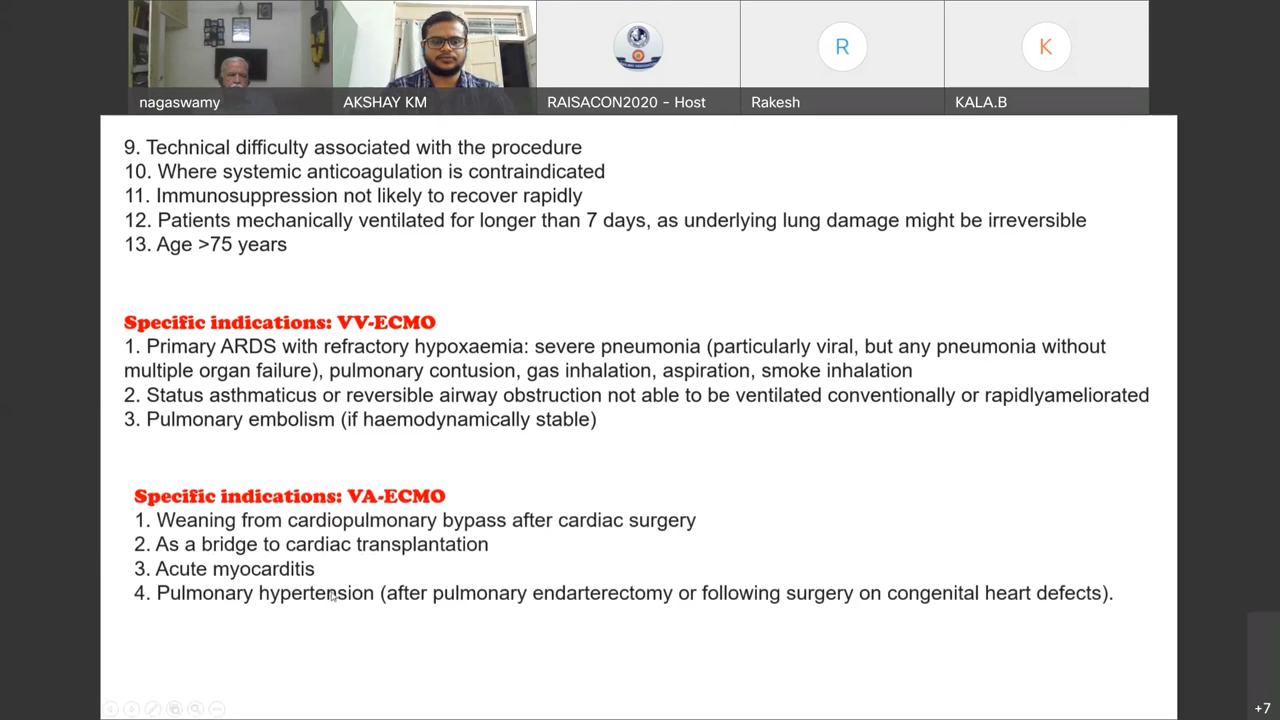 nagaswamy
AKSHAY KM
RAISACON2020 - Host
R
Rakesh
K
KALA.B
9. Technical difficulty associated with the procedure
10. Where systemic anticoagulation is contraindicated
11. Immunosuppression not likely to recover rapidly
12. Patients mechanically ventilated for longer than 7 days, as underlying lung damage might be irreversible
13. Age >75 years
Specific indications: VV-ECMO
1. Primary ARDS with refractory hypoxaemia: severe pneumonia (particularly viral, but any pneumonia without
multiple organ failure), pulmonary contusion, gas inhalation, aspiration, smoke inhalation
2. Status asthmaticus or reversible airway obstruction not able to be ventilated conventionally or rapidlyameliorated
3. Pulmonary embolism (if haemodynamically stable)
Specific indications: VA-ECMO
1. Weaning from cardiopulmonary bypass after cardiac surgery
2. As a bridge to cardiac transplantation
3. Acute myocarditis
4. Pulmonary hypertension (after pulmonary endarterectomy or following surgery on congenital heart defects).
+7